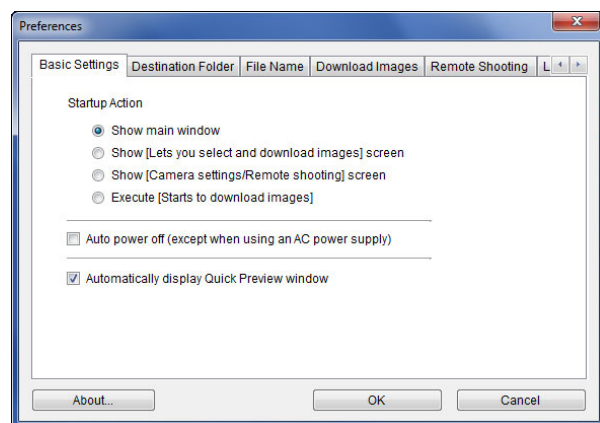 Preferences
Basic Settings Destination Folder File Name Download Images Remote Shooting L
Startup Action
Show main window
Show [Lets you select and download images] screen
Show [Camera settings/Remote shooting] screen
Execute [Starts to download images]
Auto power off (except when using an AC power supply)
Automatically display Quick Preview window
About... OK Cancel